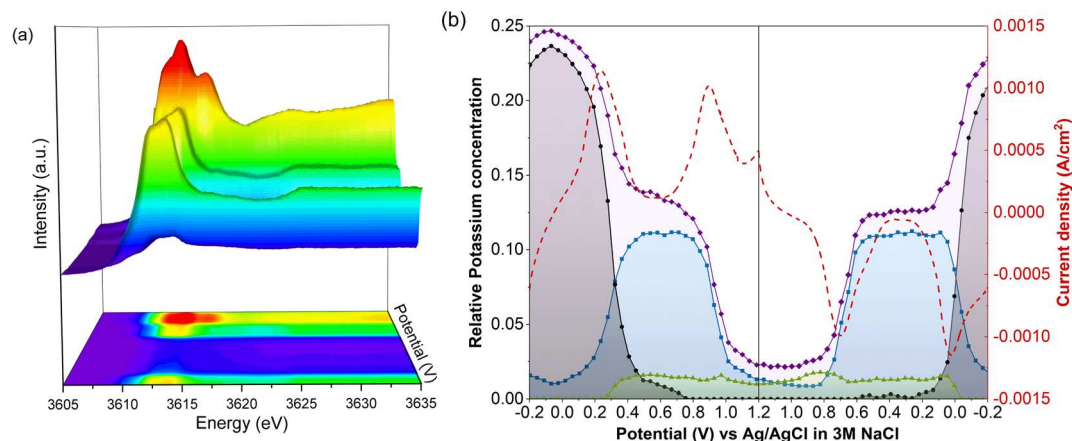 (a)
Intensity (a.u.)
3605 3610 3615 3620 3625 3630 3635
Energy (eV)
Potential (V)
(b)
Relative Potassium concentration
0.25
0.20
0.15
0.10
0.05
0.00
-0.2 0.0 0.2 0.4 0.6 0.8 1.0 1.2 1.0 0.8 0.6 0.4 0.2 0.0 -0.2
Potential (V) vs Ag/AgCl in 3M NaCl
0.0015
0.0010
0.0005
0.0000
-0.0005
-0.0010
-0.0015
Current density (A/cm²)